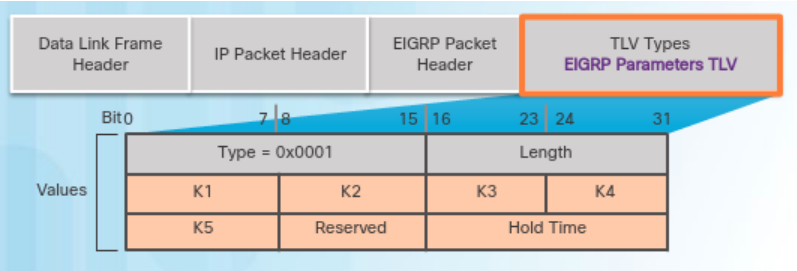 Data Link Frame
Header
IP Packet Header
EIGRP Packet
Header
TLV Types
EIGRP Parameters TLV
Bit 0 7 8 15 16 23 24 31
Values
Type = 0x0001 Length
K1 K2 K3 K4
K5 Reserved Hold Time